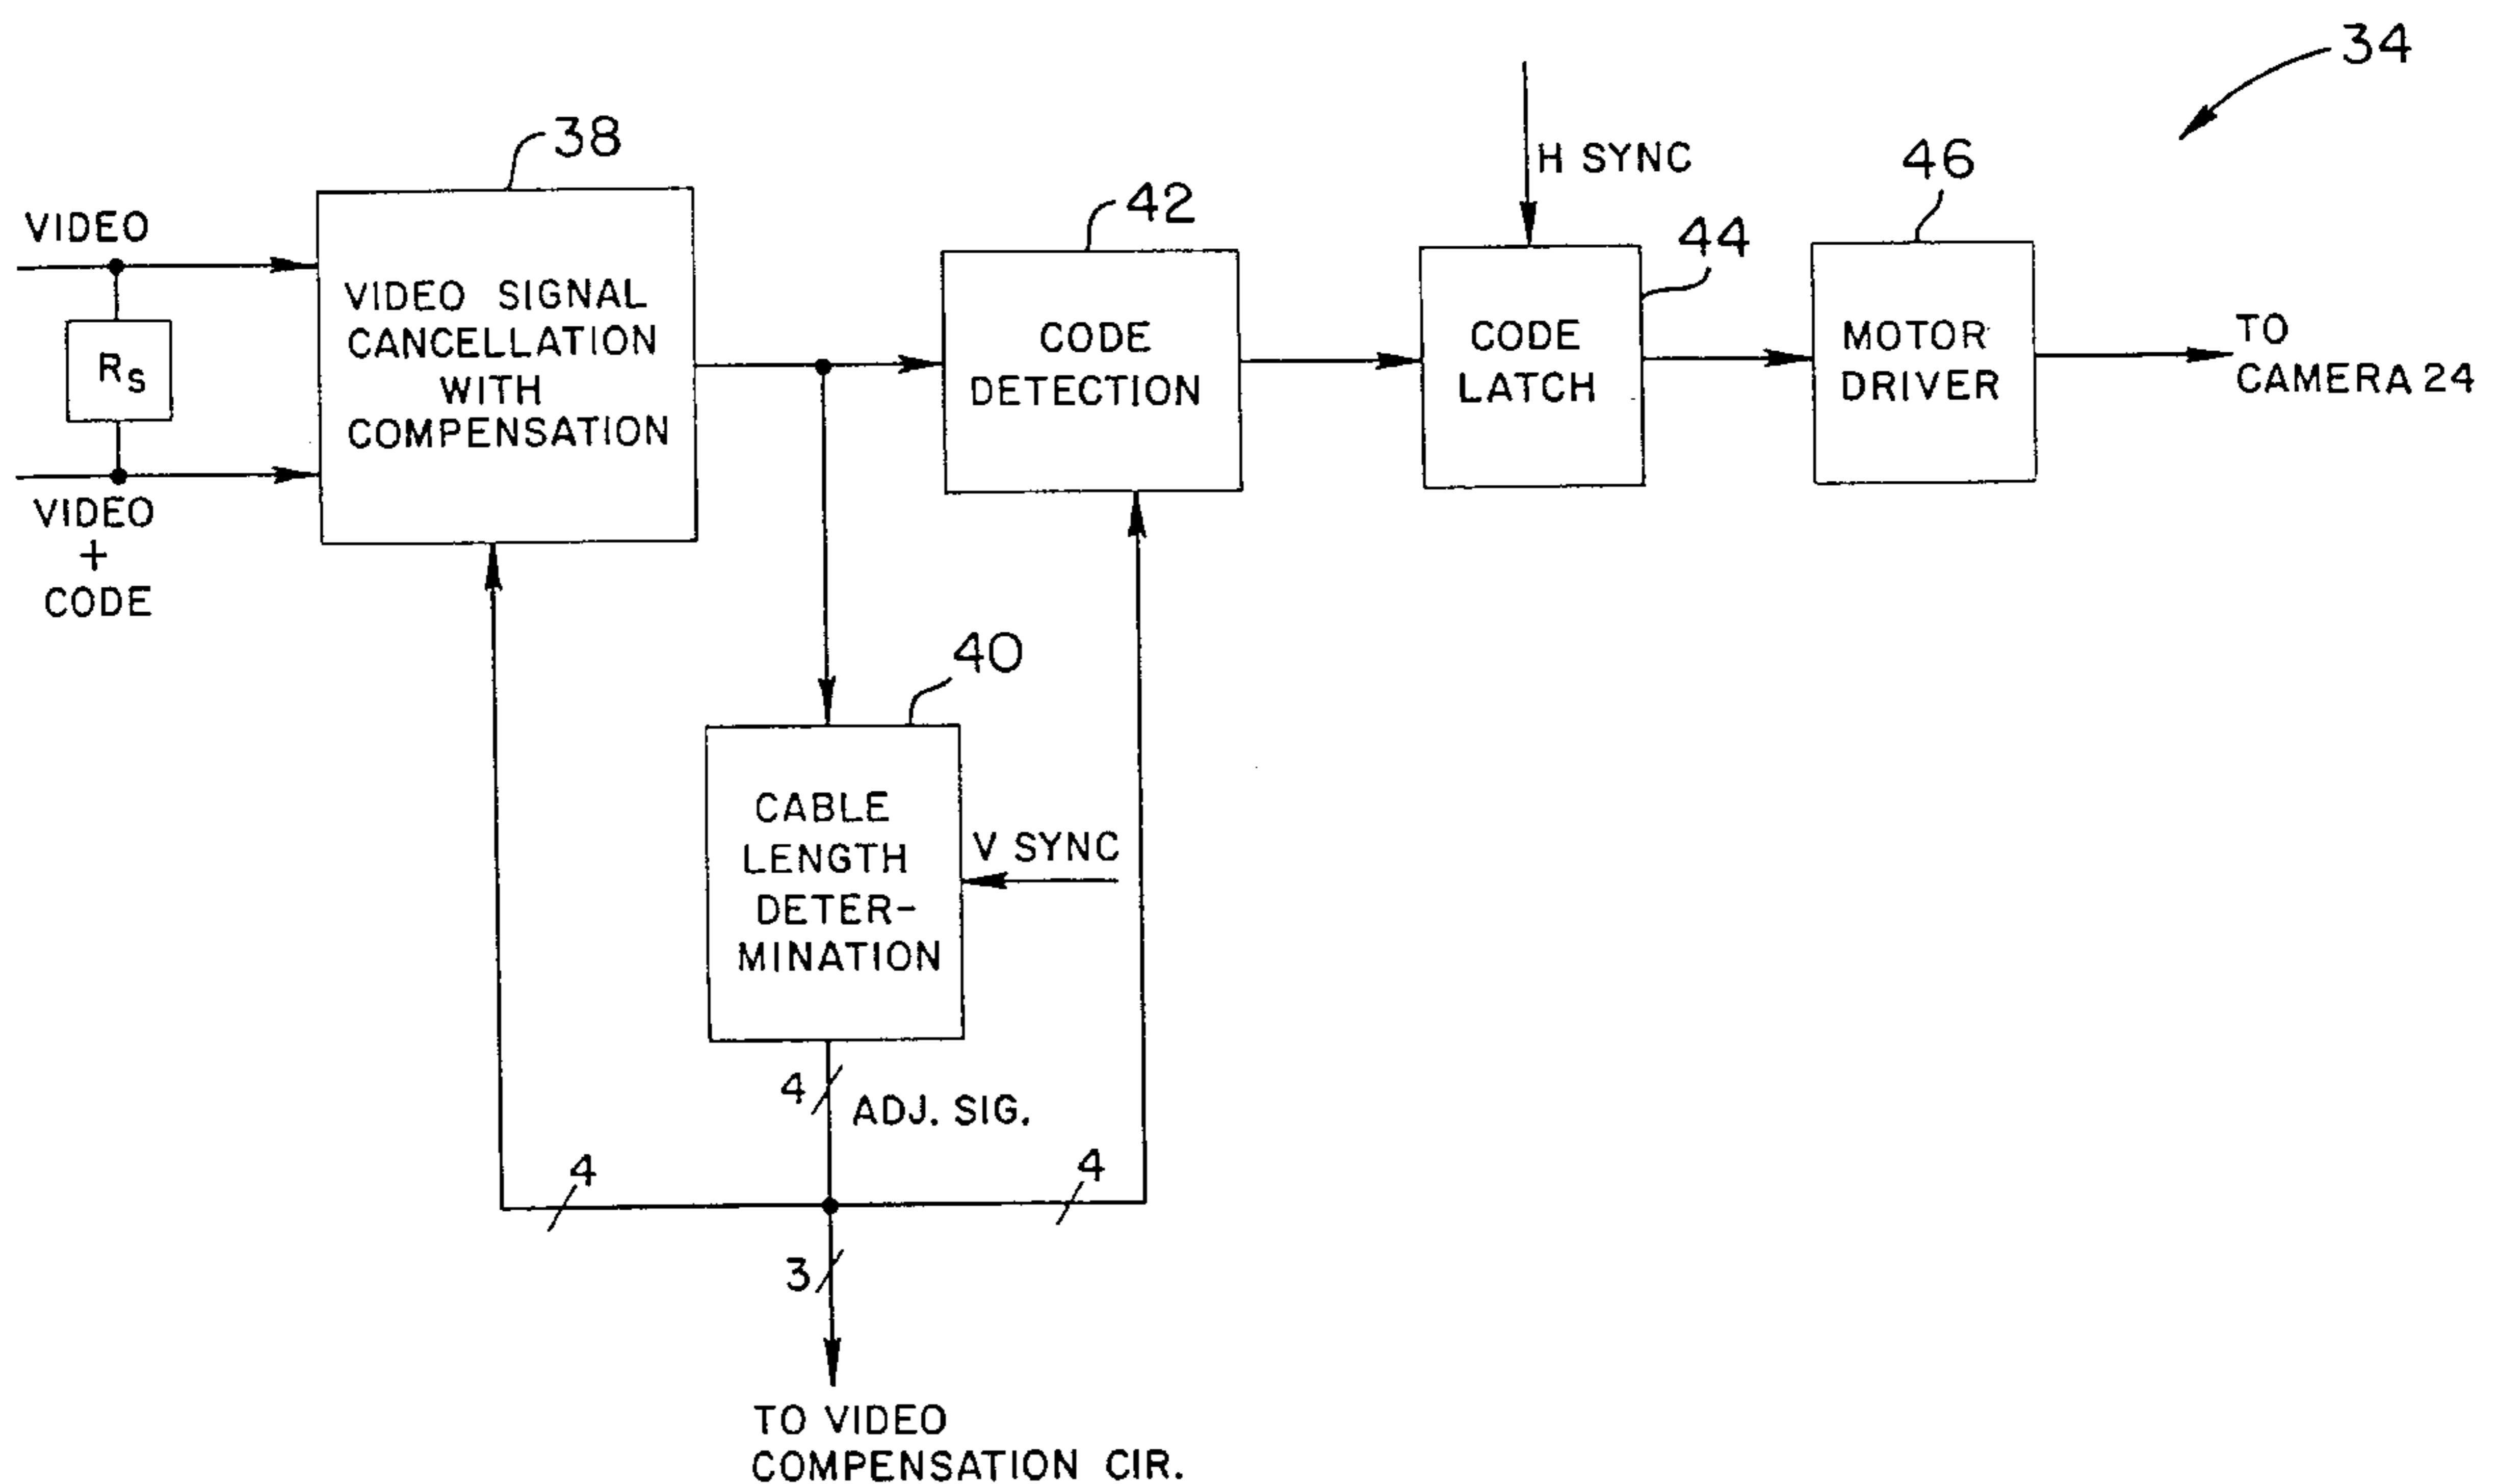 34
38
H SYNC
46
42
44
VIDEO
VIDEO SIGNAL
CANCELLATION
WITH
COMPENSATION
RS
VIDEO
+
CODE
CODE
DETECTION
CODE
LATCH
MOTOR
DRIVER
TO
CAMERA 24
40
CABLE
LENGTH
DETER-
MINATION
V SYNC
4
ADJ. SIG.
4
4
3
TO VIDEO
COMPENSATION CIR.